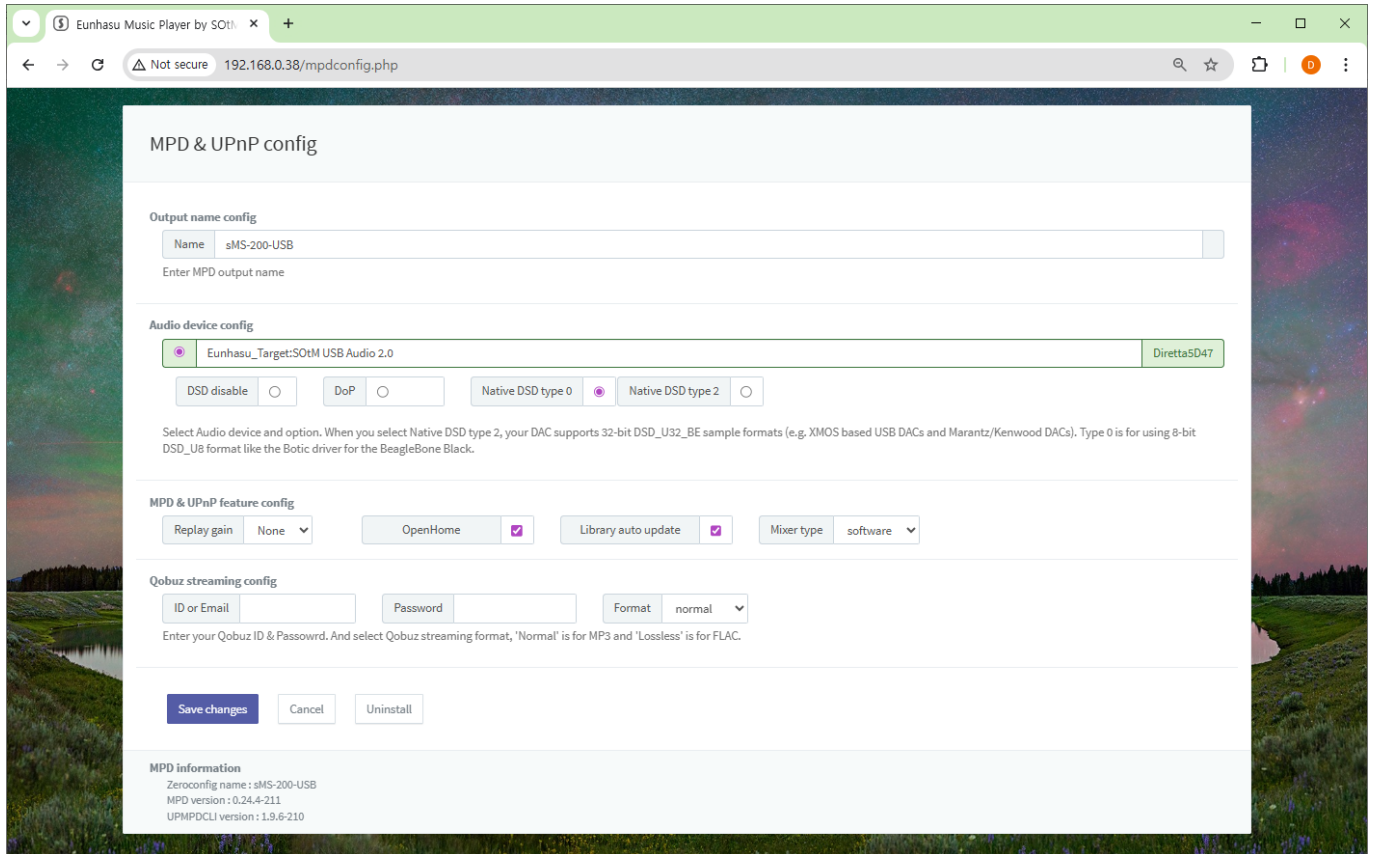 Eunhasu Music Player by SOtM
Not secure 192.168.0.38/mpdconfig.php
D
MPD & UPnP config
Output name config
Name sMS-200-USB
Enter MPD output name
Audio device config
Eunhasu_Target:SOtM USB Audio 2.0 Diretta5D47
DSD disable DoP Native DSD type 0 Native DSD type 2
Select Audio device and option. When you select Native DSD type 2, your DAC supports 32-bit DSD_U32_BE sample formats (e.g. XMOS based USB DACs and Marantz/Kenwood DACs). Type 0 is for using 8-bit
DSD_U8 format like the Botic driver for the BeagleBone Black.
MPD & UPnP feature config
Replay gain None OpenHome Library auto update Mixer type software
Qobuz streaming config
ID or Email Password Format normal
Enter your Qobuz ID & Passowrd. And select Qobuz streaming format, 'Normal' is for MP3 and 'Lossless' is for FLAC.
Save changes Cancel Uninstall
MPD information
Zeroconfig name : sMS-200-USB
MPD version : 0.24.4-211
UPMPDCLI version : 1.9.6-210